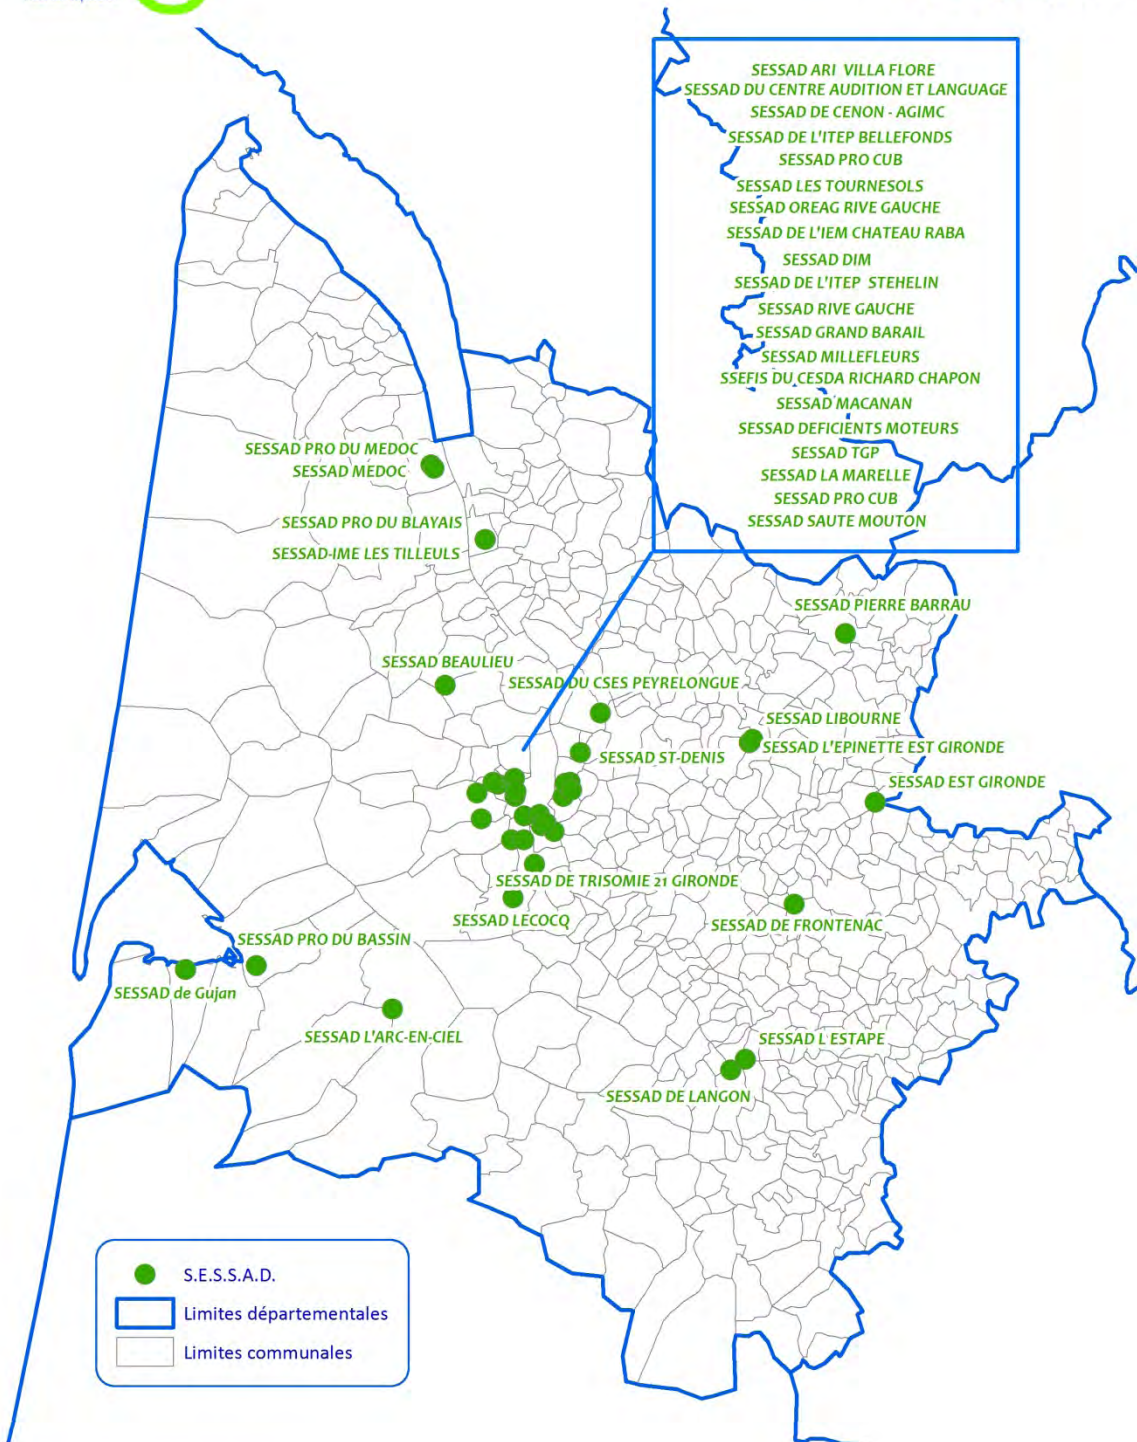 SESSAD ARI VILLA FLORE
SESSAD DU CENTRE AUDITION ET LANGUAGE
SESSAD DE CENON - AGIMC
SESSAD DE L'ITEP BELLEFONDS
SESSAD PRO CUB
SESSAD LES TOURNESOLS
SESSAD OREAG RIVE GAUCHE
SESSAD DE L'IEM CHATEAU RABA
SESSAD DIM
SESSAD DE L'ITEP STEHELIN
SESSAD RIVE GAUCHE
SESSAD GRAND BARAIL
SESSAD MILLEFLEURS
SSEFIS DU CESDA RICHARD CHAPON
SESSAD MACANAN
SESSAD DEFICIENTS MOTEURS
SESSAD TGP
SESSAD LA MARELLE
SESSAD PRO CUB
SESSAD SAUTE MOUTON
SESSAD PRO DU MEDOC
SESSAD MEDOC
SESSAD PRO DU BLAYAIS
SESSAD-IME LES TILLEULS
SESSAD PIERRE BARRAU
SESSAD BEAULIEU
SESSAD DU CSES PEYRELONGUE
SESSAD LIBOURNE
SESSAD L'EPINETTE EST GIRONDE
SESSAD ST-DENIS
SESSAD EST GIRONDE
SESSAD DE TRISOMIE 21 GIRONDE
SESSAD LECOCQ
SESSAD DE FRONTENAC
SESSAD PRO DU BASSIN
SESSAD de Gujan
SESSAD L'ARC-EN-CIEL
SESSAD L'ESTAPE
SESSAD DE LANGON
S.E.S.S.A.D.
Limites départementales
Limites communales